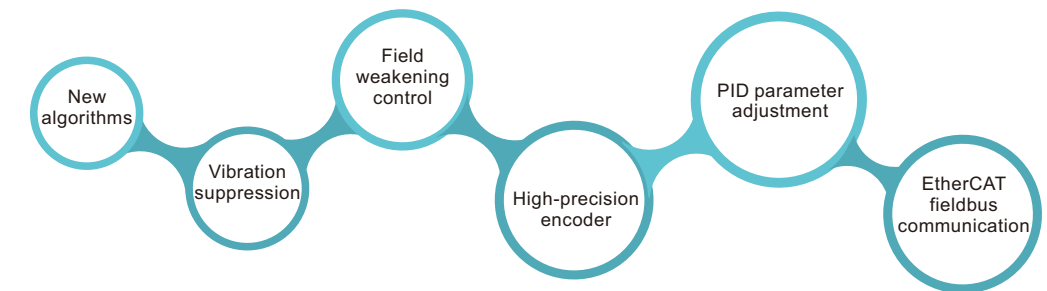 New
algorithms
Vibration
suppression
Field
weakening
control
High-precision
encoder
PID parameter
adjustment
EtherCAT
fieldbus
communication